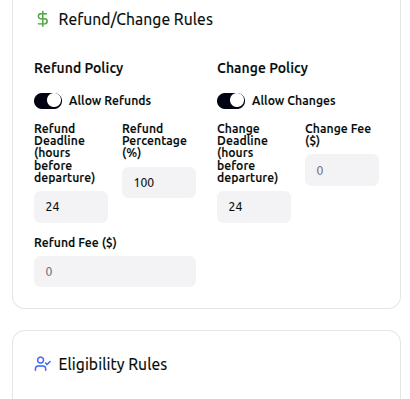 Refund/Change Rules
Refund Policy
Allow Refunds
Refund
Deadline
(hours
before
departure)
24
Refund
Percentage
(%)
100
Refund Fee ($)
0
Change Policy
Allow Changes
Change
Deadline
(hours
before
departure)
24
Change Fee
($)
0
Eligibility Rules